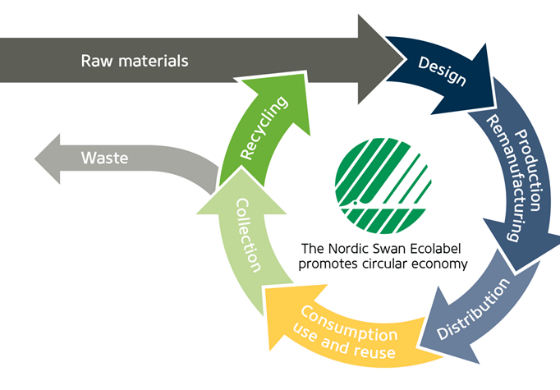 Raw materials
Design
Production
Remanufacturing
Distribution
Consumption
use and reuse
Collection
Recycling
Waste
The Nordic Swan Ecolabel
promotes circular economy